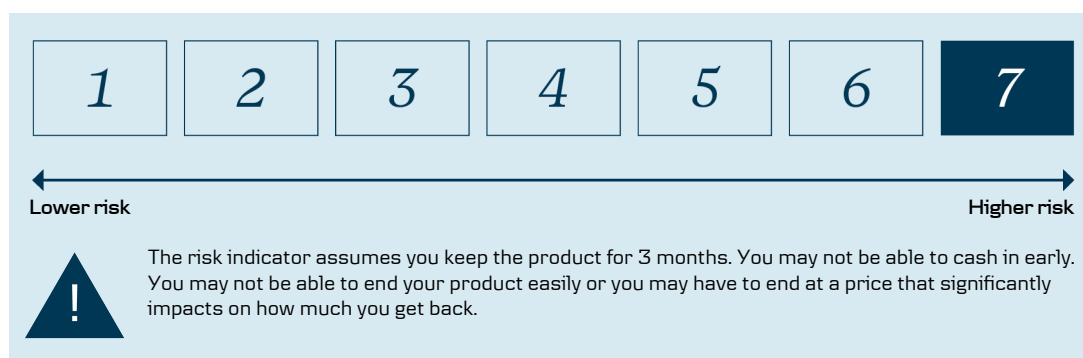 1 2 3 4 5 6 7
Lower risk Higher risk
The risk indicator assumes you keep the product for 3 months. You may not be able to cash in early.
You may not be able to end your product easily or you may have to end at a price that significantly
impacts on how much you get back.
!